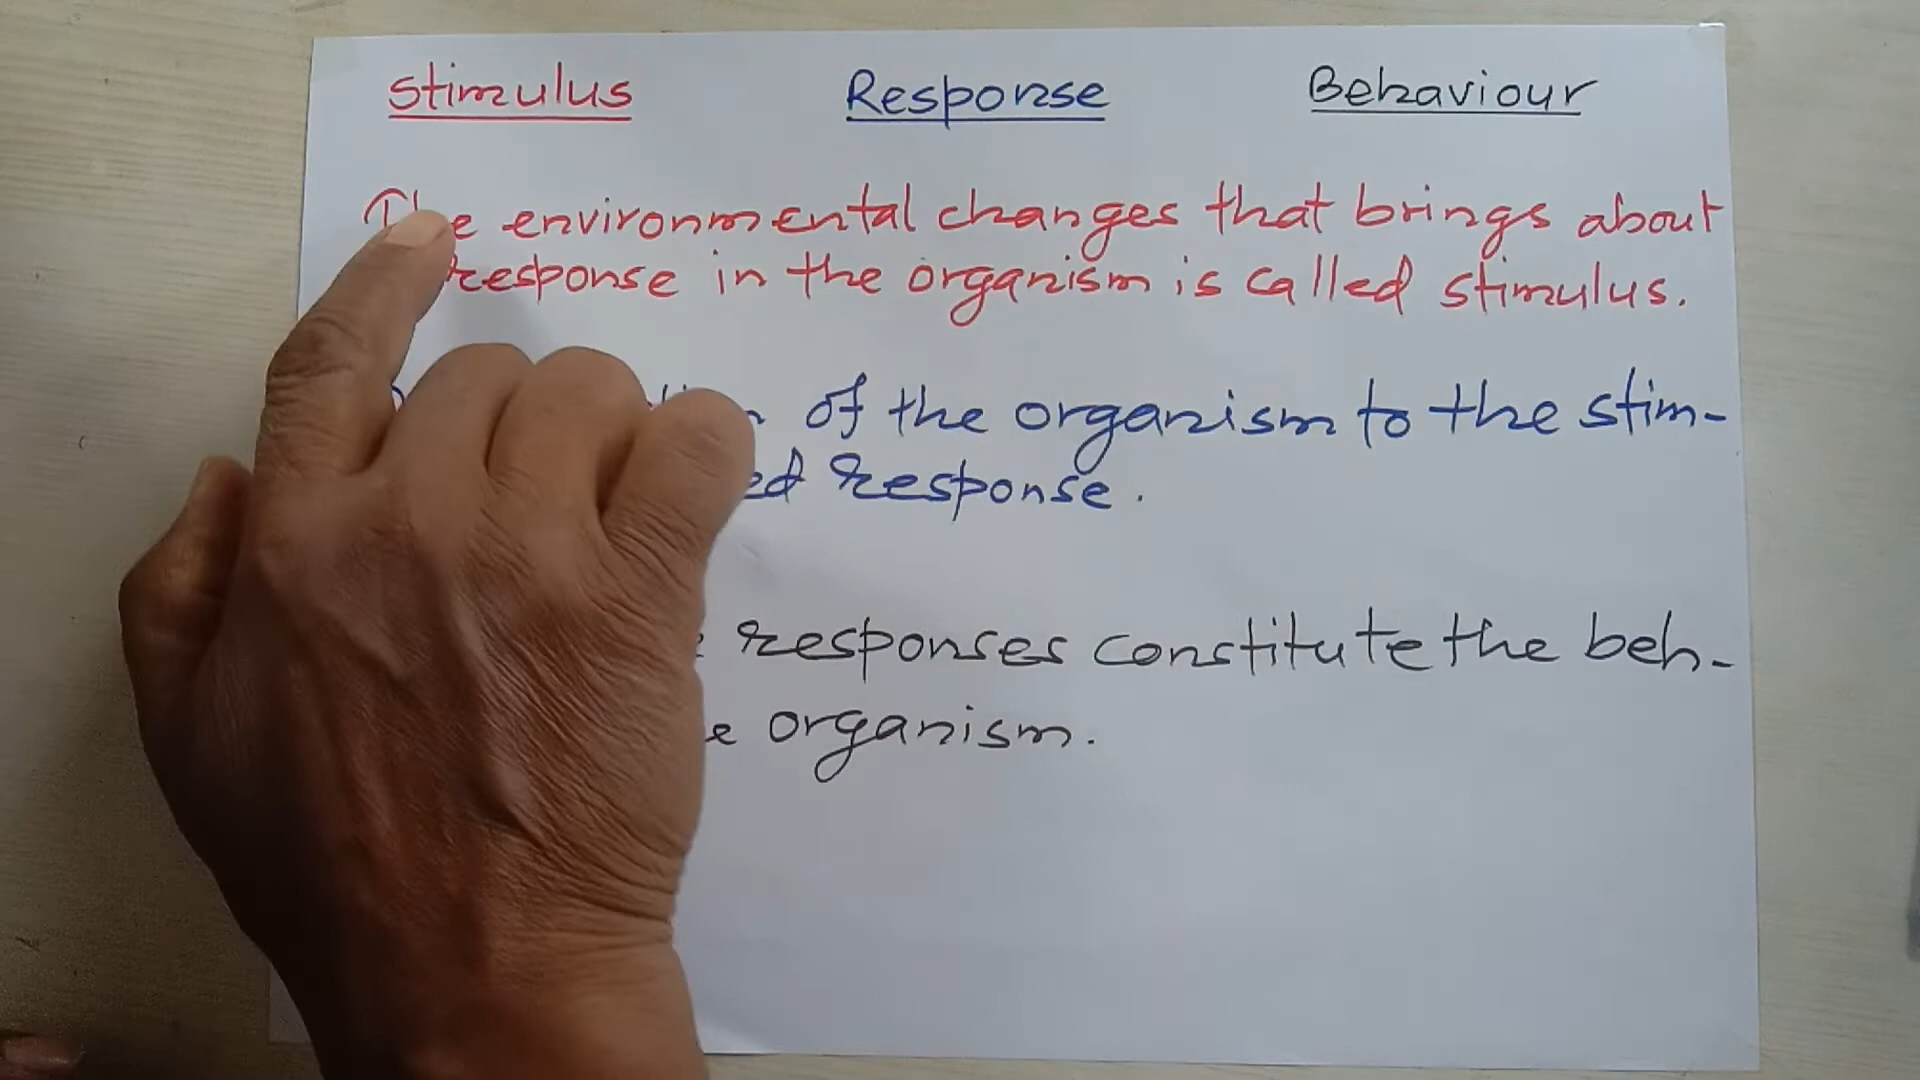 Stimulus Response Behaviour
The environmental changes that brings about
response in the organism is called stimulus.
of the organism to the stim-
response.
responses constitute the beh-
organism.